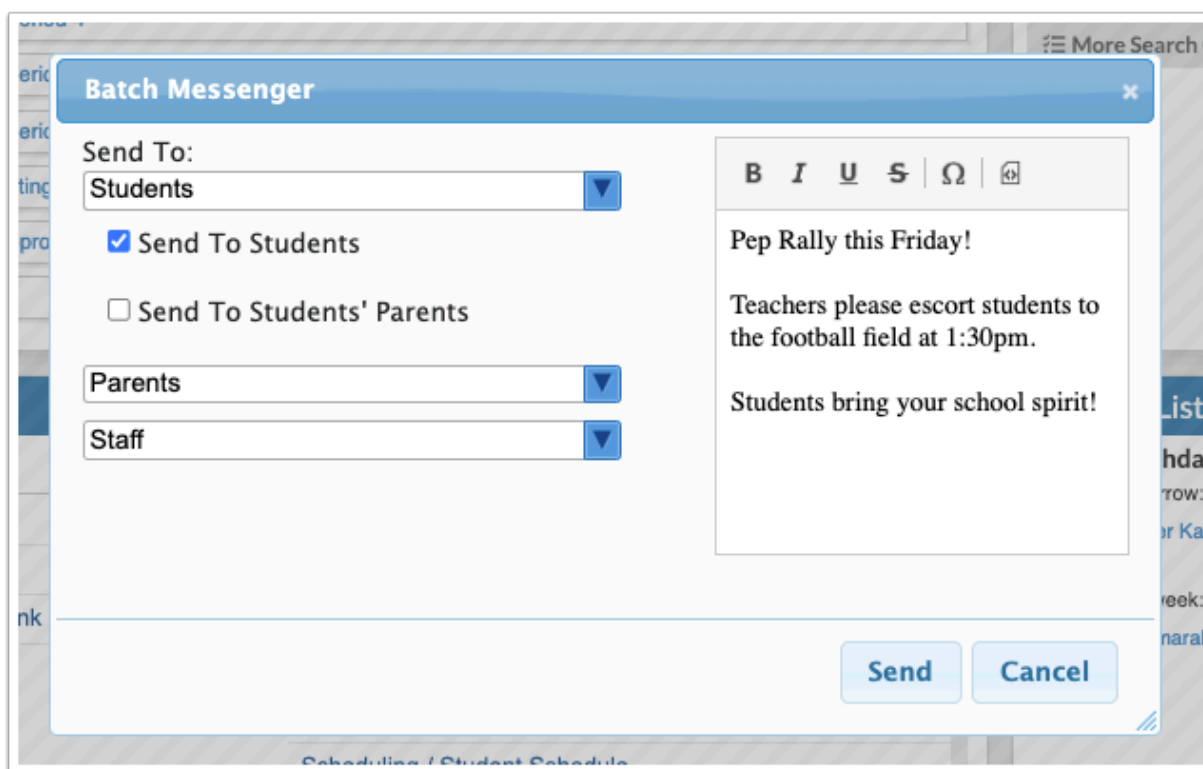 More Search
Batch Messenger
Send To:
Students
Send To Students
Send To Students' Parents
Parents
Staff
B I U S Ω
Pep Rally this Friday!
Teachers please escort students to
the football field at 1:30pm.
Students bring your school spirit!
List
Send Cancel
Scheduling / Student Schedule